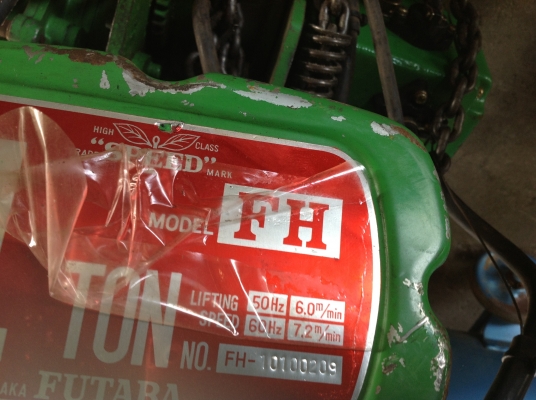 HIGH CLASS
"SPEED"
MARK
MODEL FH
TON
LIFTING SPEED
50Hz 6.0m/min
60Hz 7.2m/min
NO. FH-10100209
FUTABA